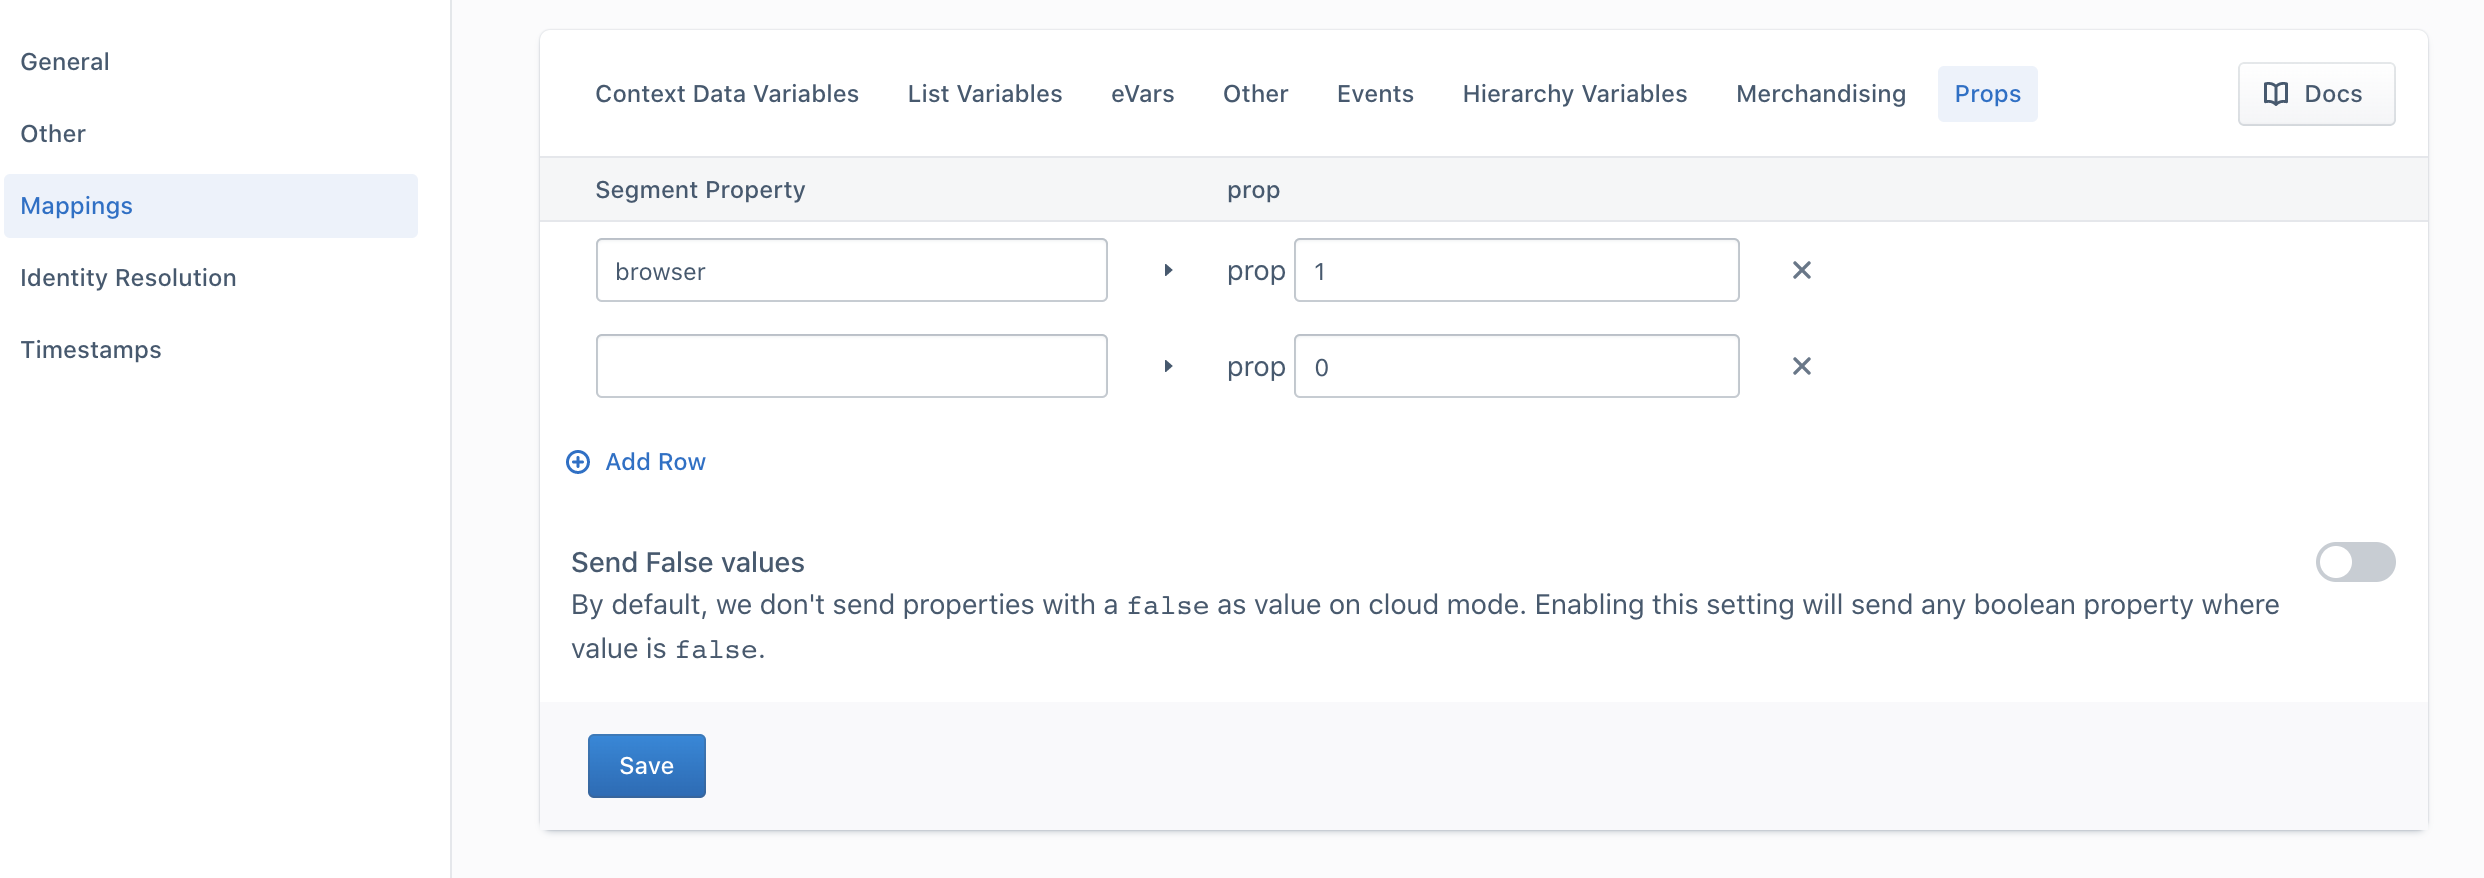 General
Other
Mappings
Identity Resolution
Timestamps
Context Data Variables List Variables eVars Other Events Hierarchy Variables Merchandising Props Docs
Segment Property prop
browser prop 1
prop 0
Add Row
Send False values
By default, we don't send properties with a false as value on cloud mode. Enabling this setting will send any boolean property where
value is false.
Save